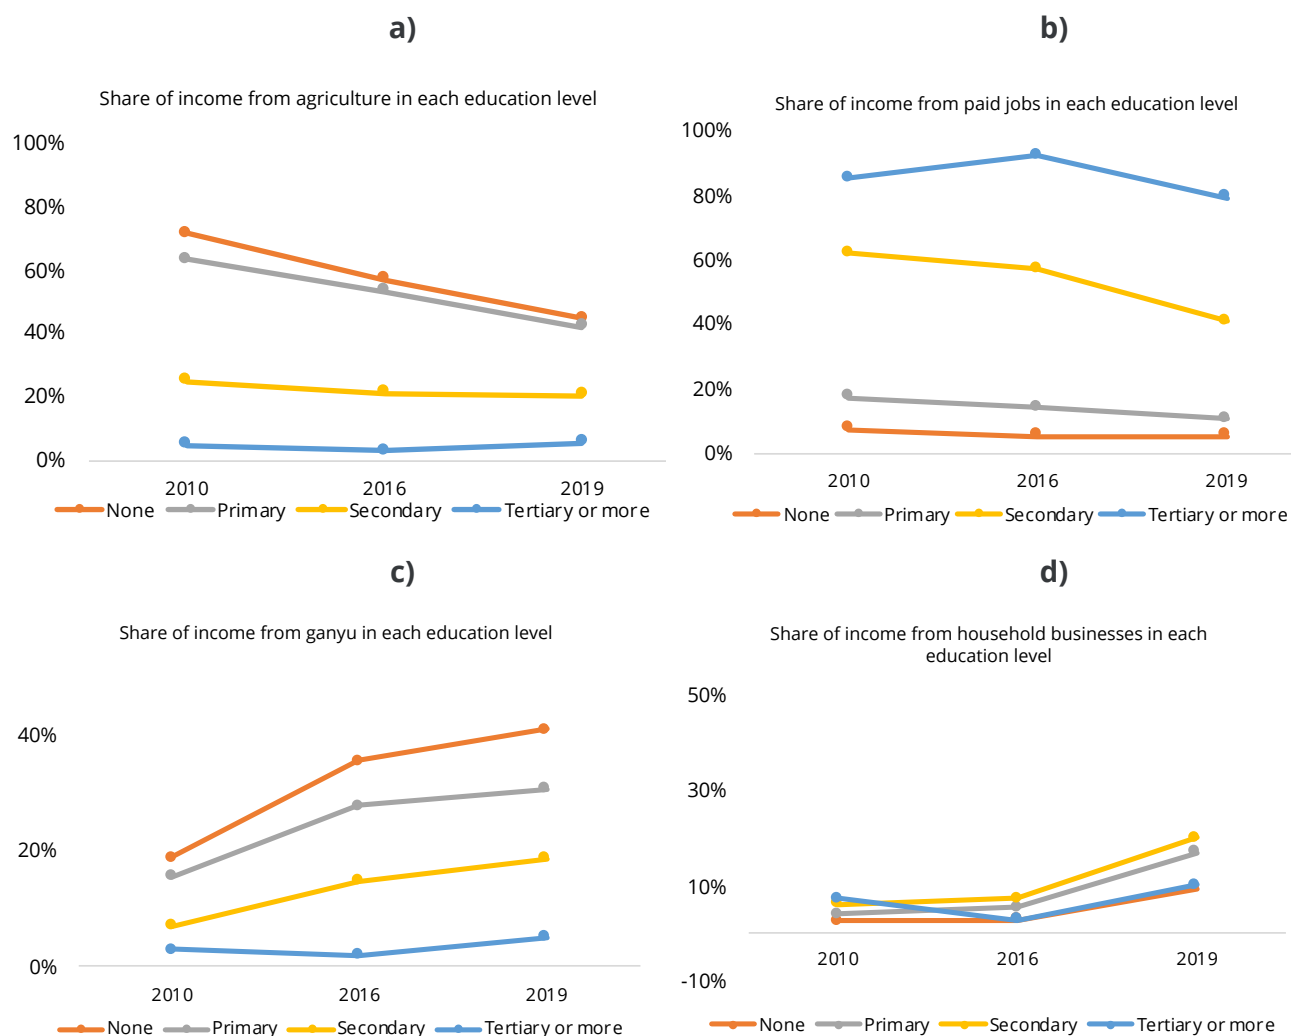 a)
Share of income from agriculture in each education level
100%
80%
60%
40%
20%
0%
2010 2016 2019
None Primary Secondary Tertiary or more
b)
Share of income from paid jobs in each education level
100%
80%
60%
40%
20%
0%
2010 2016 2019
None Primary Secondary Tertiary or more
c)
Share of income from ganyu in each education level
40%
20%
0%
2010 2016 2019
None Primary Secondary Tertiary or more
d)
Share of income from household businesses in each
education level
50%
30%
10%
-10%
2010 2016 2019
None Primary Secondary Tertiary or more